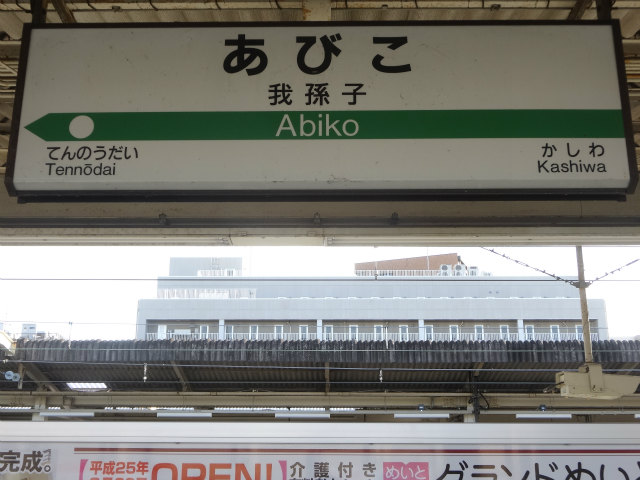 あびこ
我孫子
Abiko
てんのうだい
Tennōdai
かしわ
Kashiwa
完成。
平成25年
OPEN!
介護付き
めいと
グランドめいと